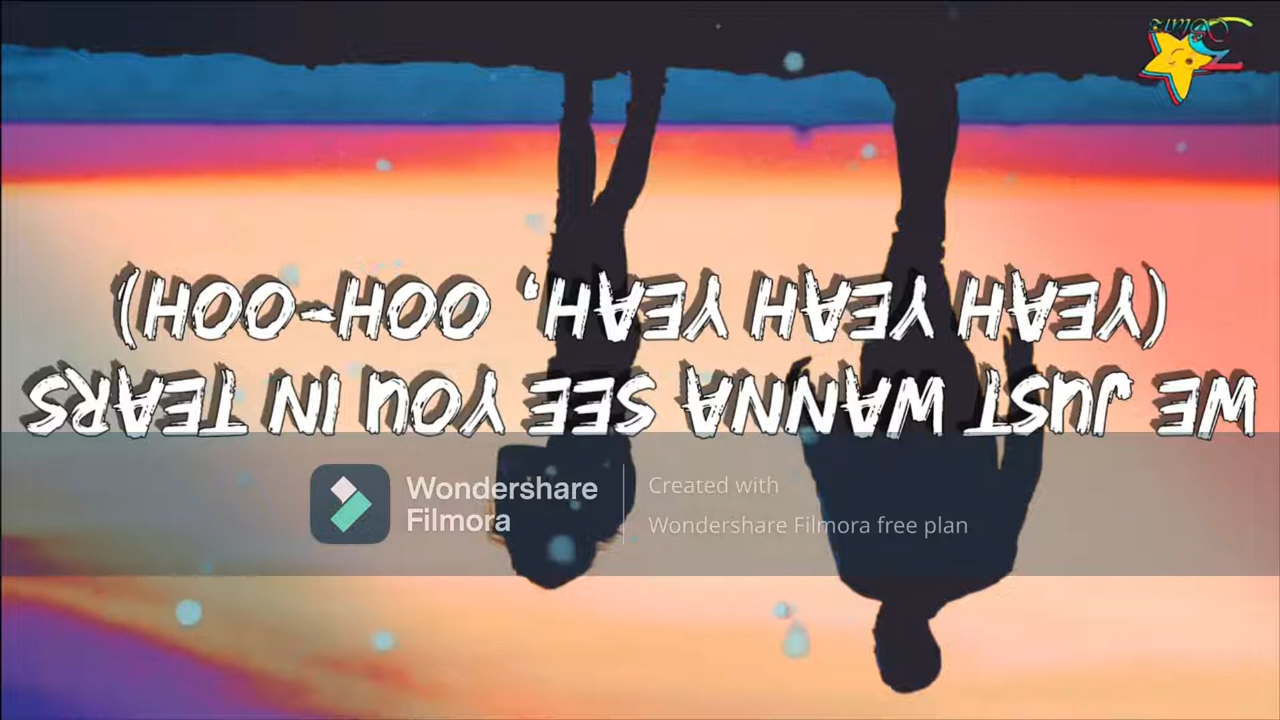 WE JUST WANNA SEE YOU IN TEARS
(YEAH YEAH YEAH, OOH-OOH)
Wondershare
Filmora
Created with
Wondershare Filmora free plan